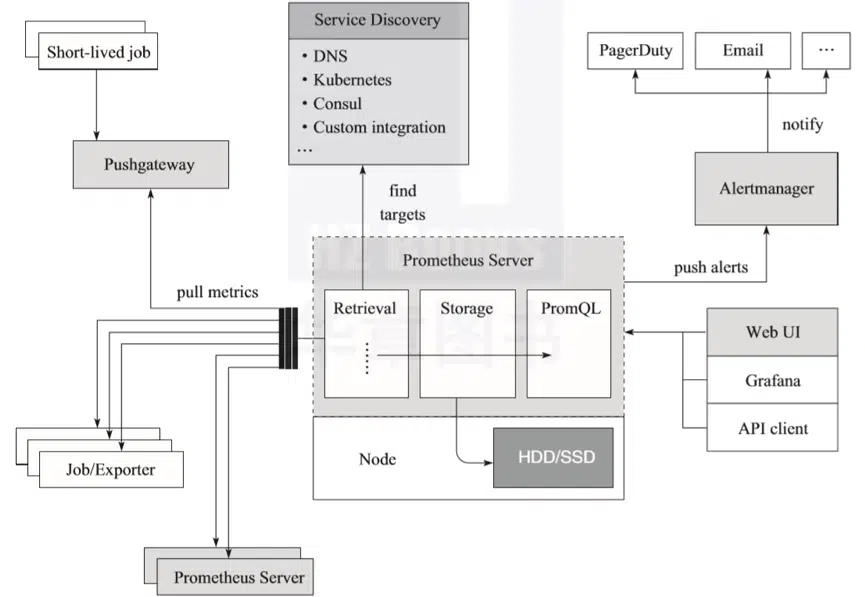 Service Discovery
• DNS
• Kubernetes
• Consul
• Custom integration
...
Short-lived job
Pushgateway
find
targets
pull metrics
PagerDuty
Email
...
notify
Alertmanager
push alerts
Prometheus Server
Retrieval
Storage
PromQL
Web UI
Grafana
API client
Node
HDD/SSD
Job/Exporter
Prometheus Server